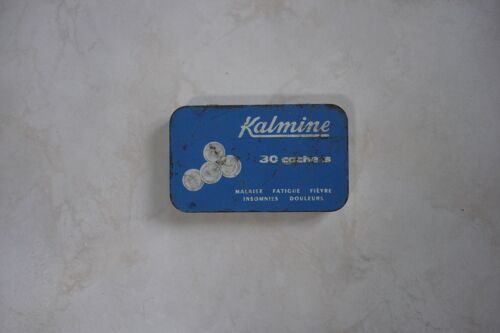 Kalmine
30 cachets
MALAISE FATIGUE FIÈVRE
INSOMNIES DOULEURS